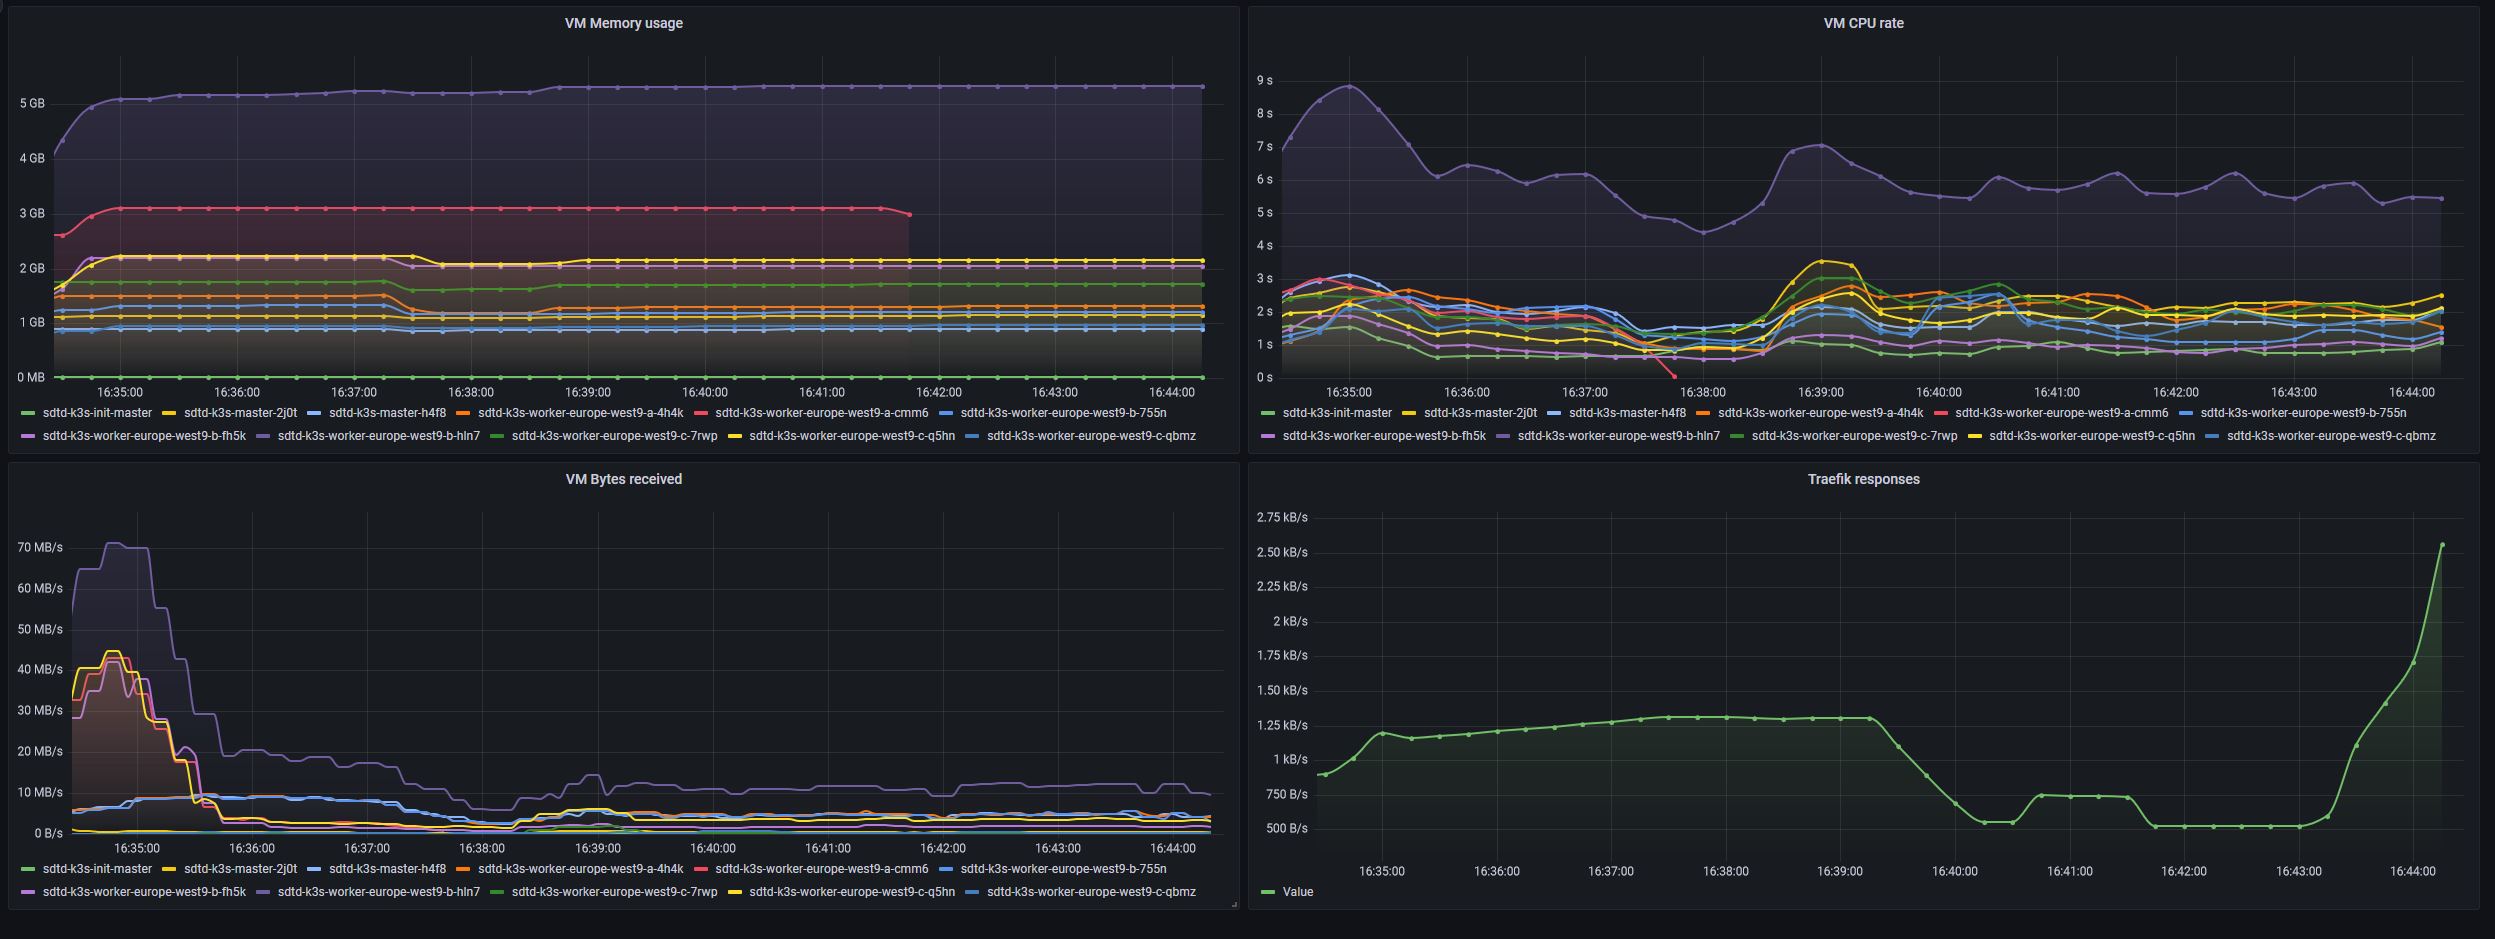 VM Memory usage
5 GB
4 GB
3 GB
2 GB
1 GB
0 MB
16:35:00 16:36:00 16:37:00 16:38:00 16:39:00 16:40:00 16:41:00 16:42:00 16:43:00 16:44:00
sdtd-k3s-init-master sdtd-k3s-master-2j0t sdtd-k3s-master-h4f8 sdtd-k3s-worker-europe-west9-a-4h4k sdtd-k3s-worker-europe-west9-a-cmm6 sdtd-k3s-worker-europe-west9-b-755n
sdtd-k3s-worker-europe-west9-b-fh5k sdtd-k3s-worker-europe-west9-b-hln7 sdtd-k3s-worker-europe-west9-c-7rwp sdtd-k3s-worker-europe-west9-c-q5hn sdtd-k3s-worker-europe-west9-c-qbmz
VM CPU rate
9 s
8 s
7 s
6 s
5 s
4 s
3 s
2 s
1 s
0 s
16:35:00 16:36:00 16:37:00 16:38:00 16:39:00 16:40:00 16:41:00 16:42:00 16:43:00 16:44:00
sdtd-k3s-init-master sdtd-k3s-master-2j0t sdtd-k3s-master-h4f8 sdtd-k3s-worker-europe-west9-a-4h4k sdtd-k3s-worker-europe-west9-a-cmm6 sdtd-k3s-worker-europe-west9-b-755n
sdtd-k3s-worker-europe-west9-b-fh5k sdtd-k3s-worker-europe-west9-b-hln7 sdtd-k3s-worker-europe-west9-c-7rwp sdtd-k3s-worker-europe-west9-c-q5hn sdtd-k3s-worker-europe-west9-c-qbmz
VM Bytes received
70 MB/s
60 MB/s
50 MB/s
40 MB/s
30 MB/s
20 MB/s
10 MB/s
0 B/s
16:35:00 16:36:00 16:37:00 16:38:00 16:39:00 16:40:00 16:41:00 16:42:00 16:43:00 16:44:00
sdtd-k3s-init-master sdtd-k3s-master-2j0t sdtd-k3s-master-h4f8 sdtd-k3s-worker-europe-west9-a-4h4k sdtd-k3s-worker-europe-west9-a-cmm6 sdtd-k3s-worker-europe-west9-b-755n
sdtd-k3s-worker-europe-west9-b-fh5k sdtd-k3s-worker-europe-west9-b-hln7 sdtd-k3s-worker-europe-west9-c-7rwp sdtd-k3s-worker-europe-west9-c-q5hn sdtd-k3s-worker-europe-west9-c-qbmz
Traefik responses
2.75 kB/s
2.50 kB/s
2.25 kB/s
2 kB/s
1.75 kB/s
1.50 kB/s
1.25 kB/s
1 kB/s
750 B/s
500 B/s
16:35:00 16:36:00 16:37:00 16:38:00 16:39:00 16:40:00 16:41:00 16:42:00 16:43:00 16:44:00
Value